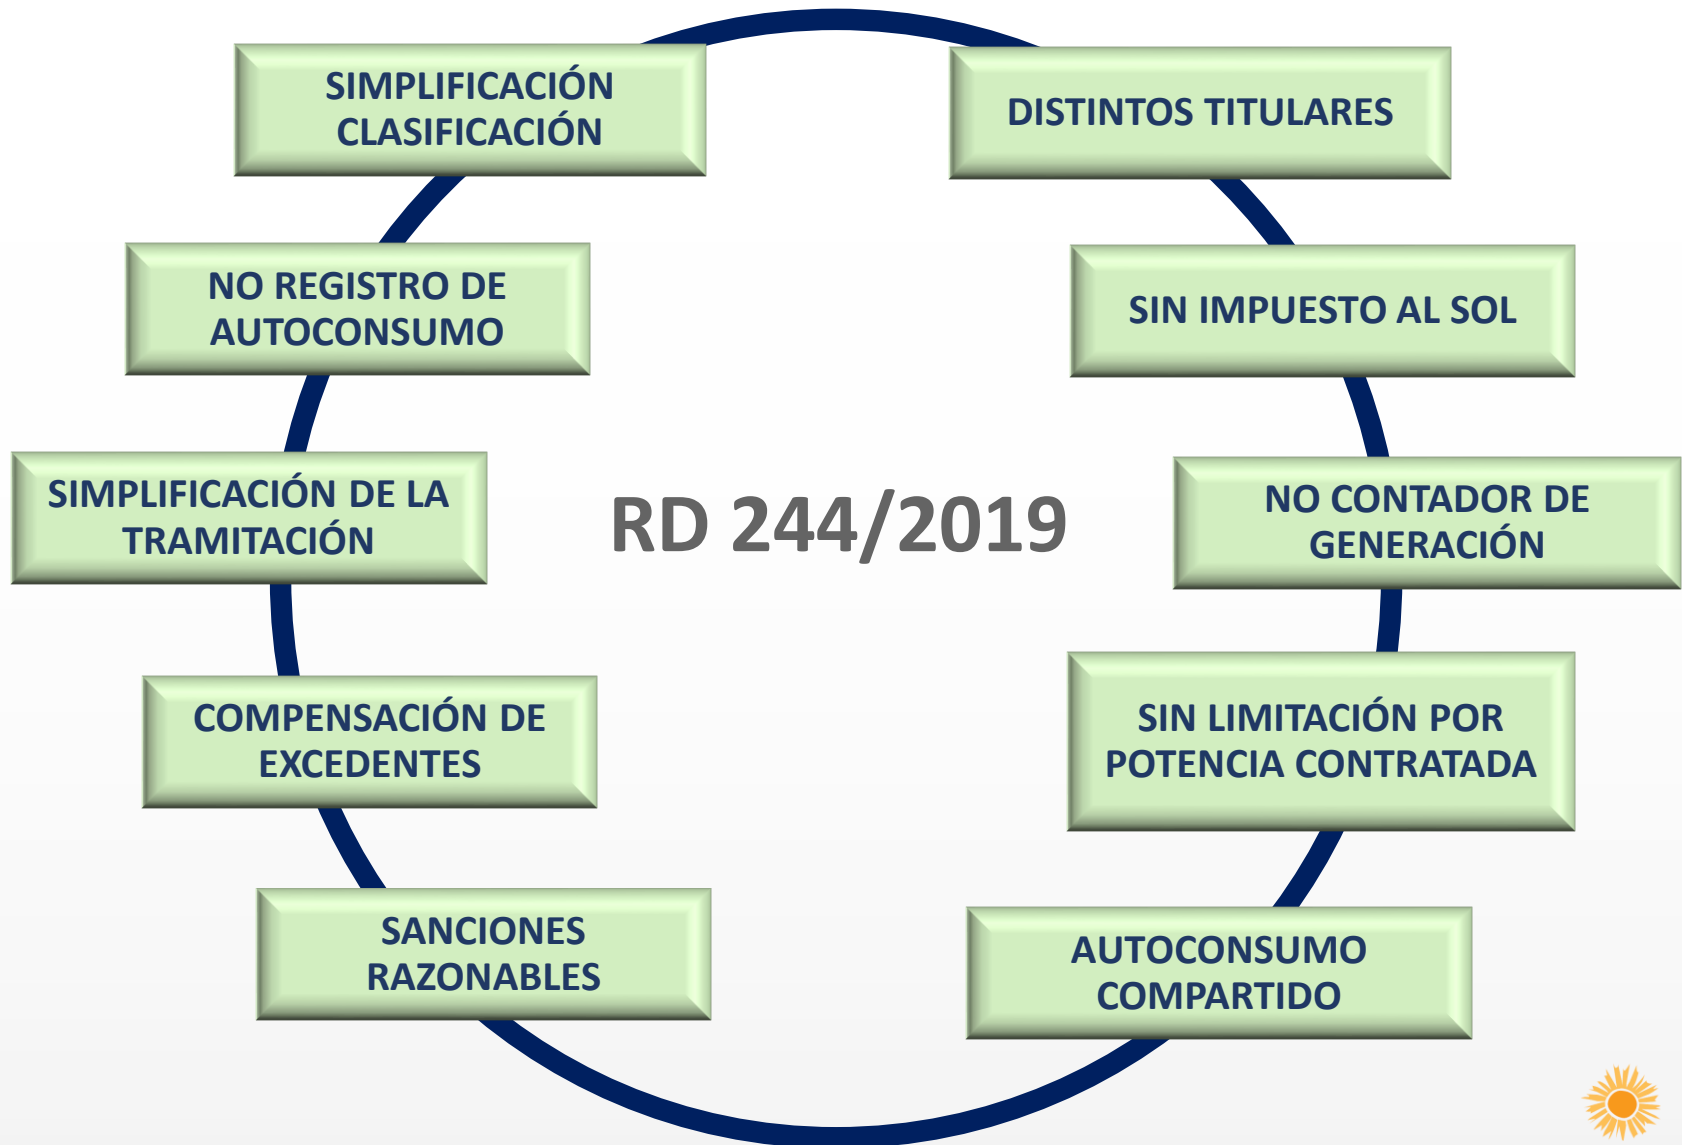 SIMPLIFICACIÓN
CLASIFICACIÓN
DISTINTOS TITULARES
NO REGISTRO DE
AUTOCONSUMO
SIN IMPUESTO AL SOL
SIMPLIFICACIÓN DE LA
TRAMITACIÓN
RD 244/2019
NO CONTADOR DE
GENERACIÓN
COMPENSACIÓN DE
EXCEDENTES
SIN LIMITACIÓN POR
POTENCIA CONTRATADA
SANCIONES
RAZONABLES
AUTOCONSUMO
COMPARTIDO